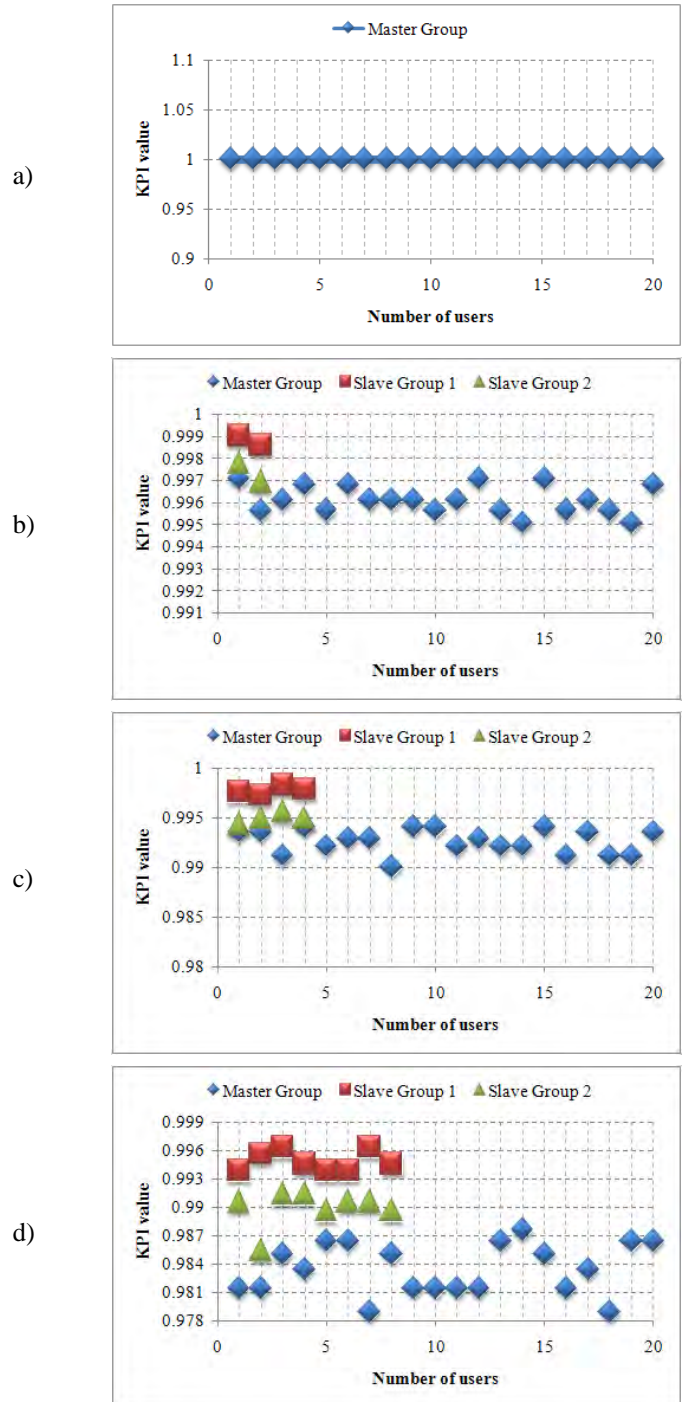 Master Group
1.1
1.05
1
0.95
0.9
KPI value
0 5 10 15 20
Number of users
a)
Master Group Slave Group 1 Slave Group 2
1
0.999
0.998
0.997
0.996
0.995
0.994
0.993
0.992
0.991
KPI value
0 5 10 15 20
Number of users
b)
Master Group Slave Group 1 Slave Group 2
1
0.995
0.99
0.985
0.98
KPI value
0 5 10 15 20
Number of users
c)
Master Group Slave Group 1 Slave Group 2
0.999
0.996
0.993
0.99
0.987
0.984
0.981
0.978
KPI value
0 5 10 15 20
Number of users
d)